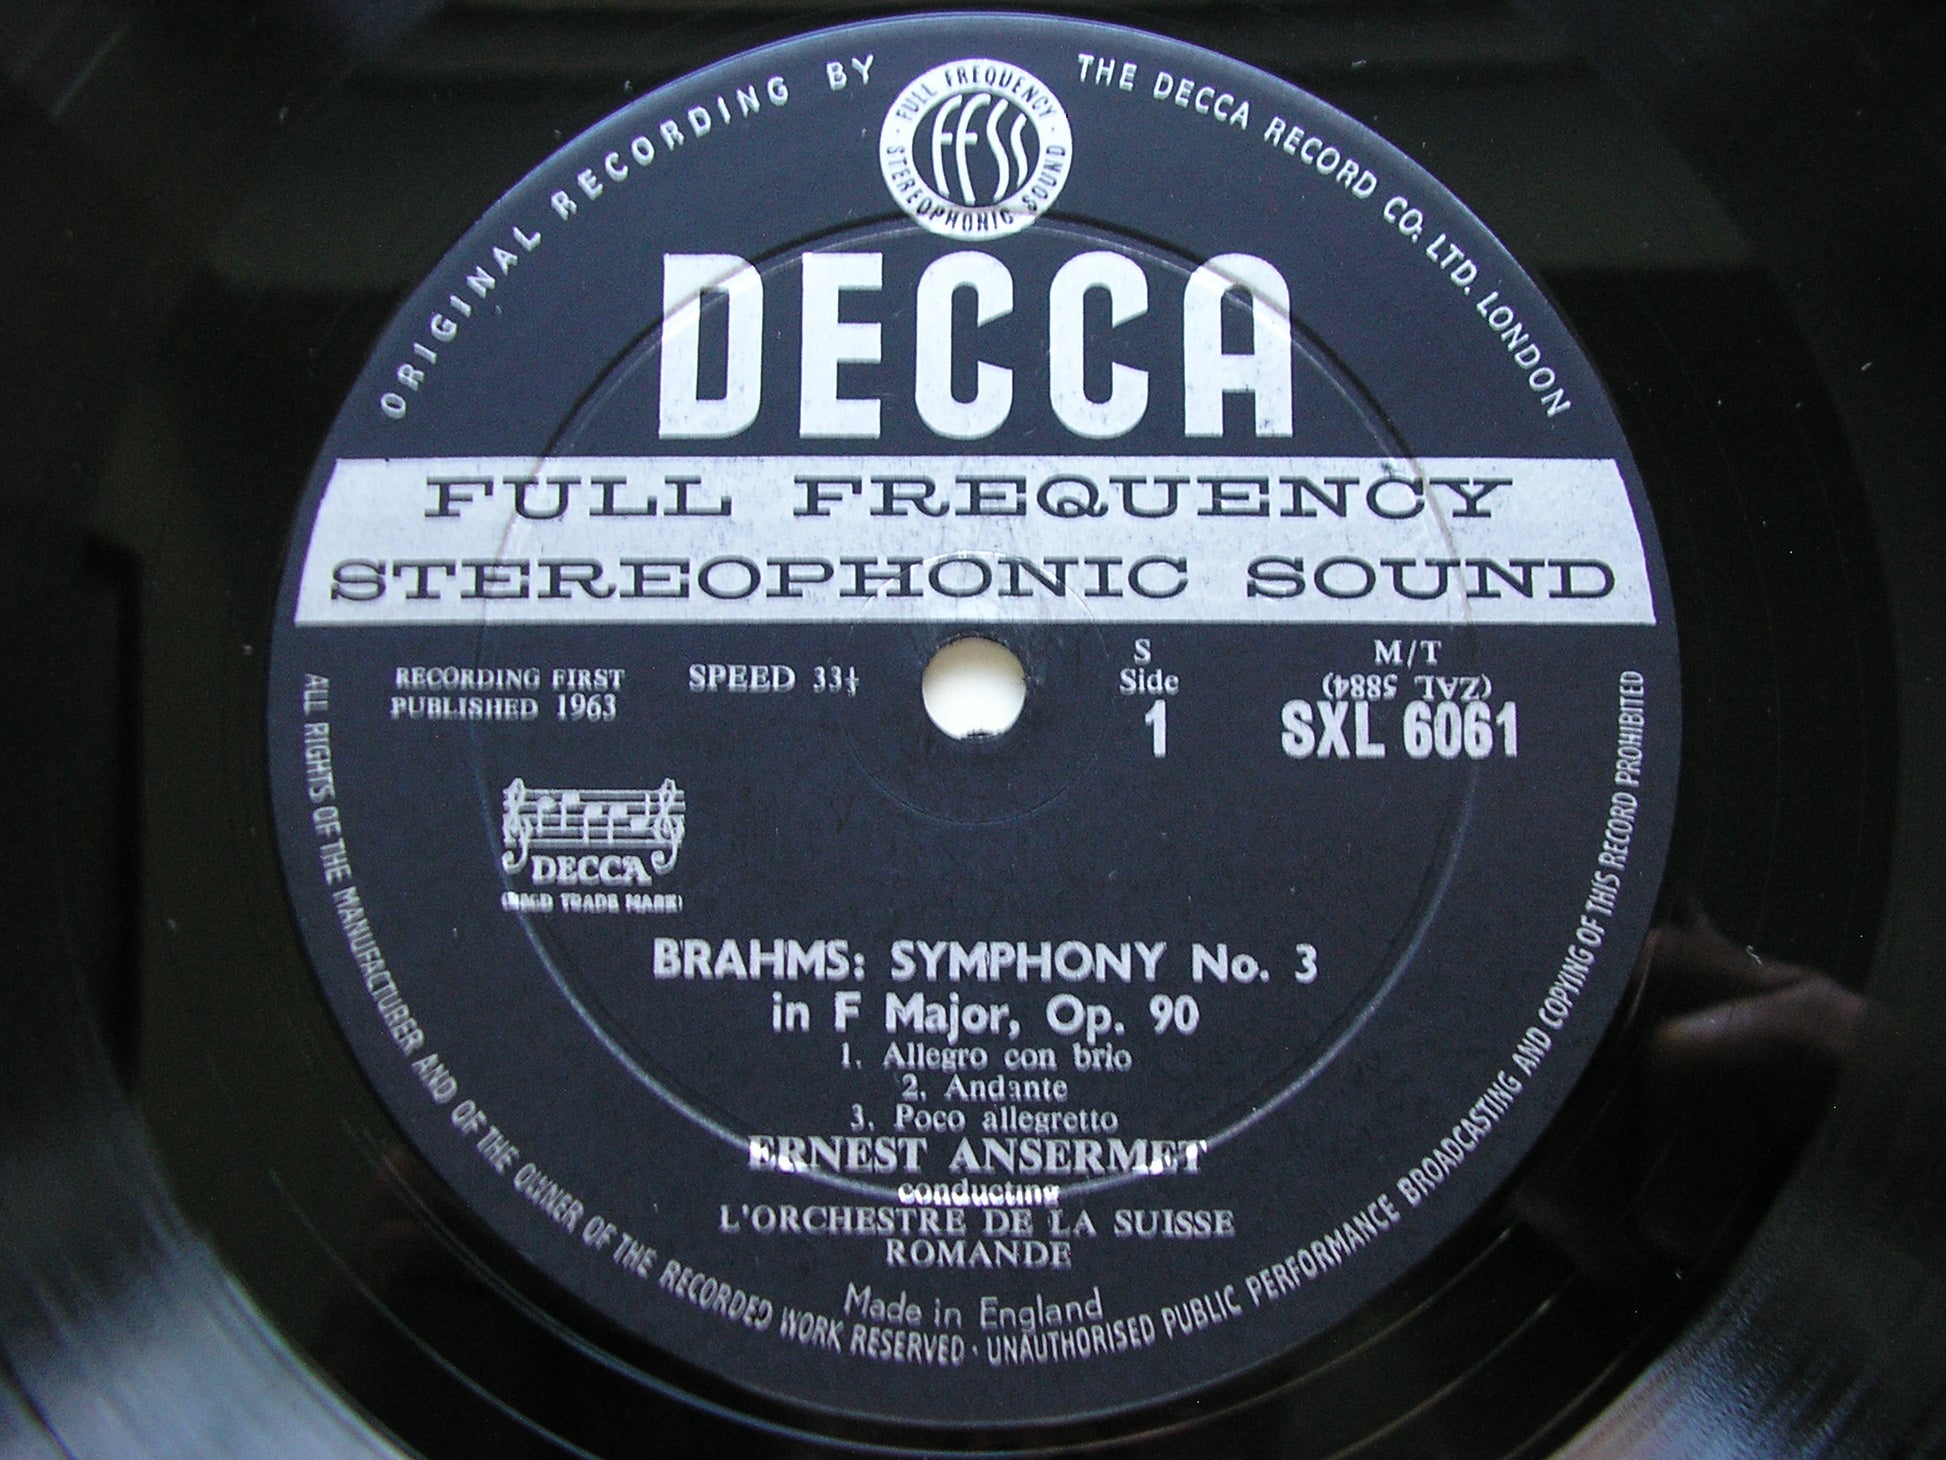 ORIGINAL RECORDING BY
THE DECCA RECORD CO. LTD. LONDON
FULL FREQUENCY
FFSS
STEREOPHONIC SOUND
DECCA
FULL FREQUENCY
STEREOPHONIC SOUND
RECORDING FIRST
PUBLISHED 1963
SPEED 33⅓
S
Side
1
M/T
(ZAL 5884)
SXL 6061
DECCA
TRADE MARK)
BRAHMS: SYMPHONY No. 3
in F Major, Op. 90
1. Allegro con brio
2. Andante
3. Poco allegretto
ERNEST ANSERMET
conducting
L'ORCHESTRE DE LA SUISSE
ROMANDE
Made in England
ALL RIGHTS OF THE MANUFACTURER AND OF THE OWNER OF THE RECORDED WORK RESERVED · UNAUTHORISED PUBLIC PERFORMANCE BROADCASTING AND COPYING OF THIS RECORD PROHIBITED